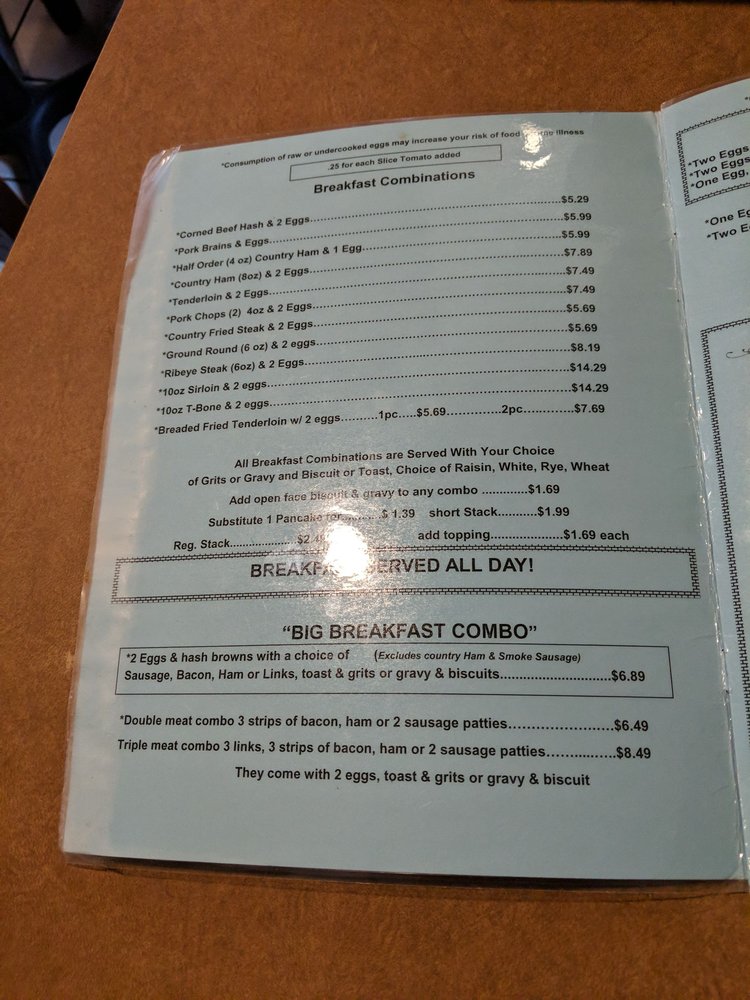 *Consumption of raw or undercooked eggs may increase your risk of food illness
.25 for each Slice Tomato added
Breakfast Combinations
*Corned Beef Hash & 2 Eggs...$5.29
*Pork Brains & Eggs...$5.99
*Half Order (4 oz) Country Ham & 1 Egg...$5.99
*Country Ham (8oz) & 2 Eggs...$7.89
*Tenderloin & 2 Eggs...$7.49
*Pork Chops (2) 4oz & 2 Eggs...$7.49
*Country Fried Steak & 2 Eggs...$5.69
*Ground Round (6 oz) & 2 eggs...$5.69
*Ribeye Steak (6oz) & 2 Eggs...$8.19
*10oz Sirloin & 2 eggs...$14.29
*10oz T-Bone & 2 eggs...$14.29
*Breaded Fried Tenderloin w/ 2 eggs...1pc...$5.69...2pc...$7.69
All Breakfast Combinations are Served With Your Choice
of Grits or Gravy and Biscuit or Toast, Choice of Raisin, White, Rye, Wheat
Add open face biscuit & gravy to any combo ...$1.69
Substitute 1 Pancake for...$ 1.39 short Stack...$1.99
Reg. Stack... add topping...$1.69 each
BREAKFAST SERVED ALL DAY!
“BIG BREAKFAST COMBO”
*2 Eggs & hash browns with a choice of (Excludes country Ham & Smoke Sausage)
Sausage, Bacon, Ham or Links, toast & grits or gravy & biscuits...$6.89
*Double meat combo 3 strips of bacon, ham or 2 sausage patties...$6.49
Triple meat combo 3 links, 3 strips of bacon, ham or 2 sausage patties...$8.49
They come with 2 eggs, toast & grits or gravy & biscuit
*Two Eggs
*Two Eggs
*One Egg,
*One Eg
*Two E